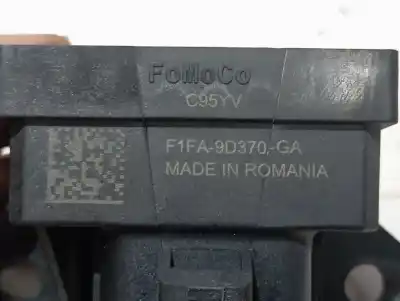 FoMoCo
C95YV
F1FA-9D370,-GA
MADE IN ROMANIA